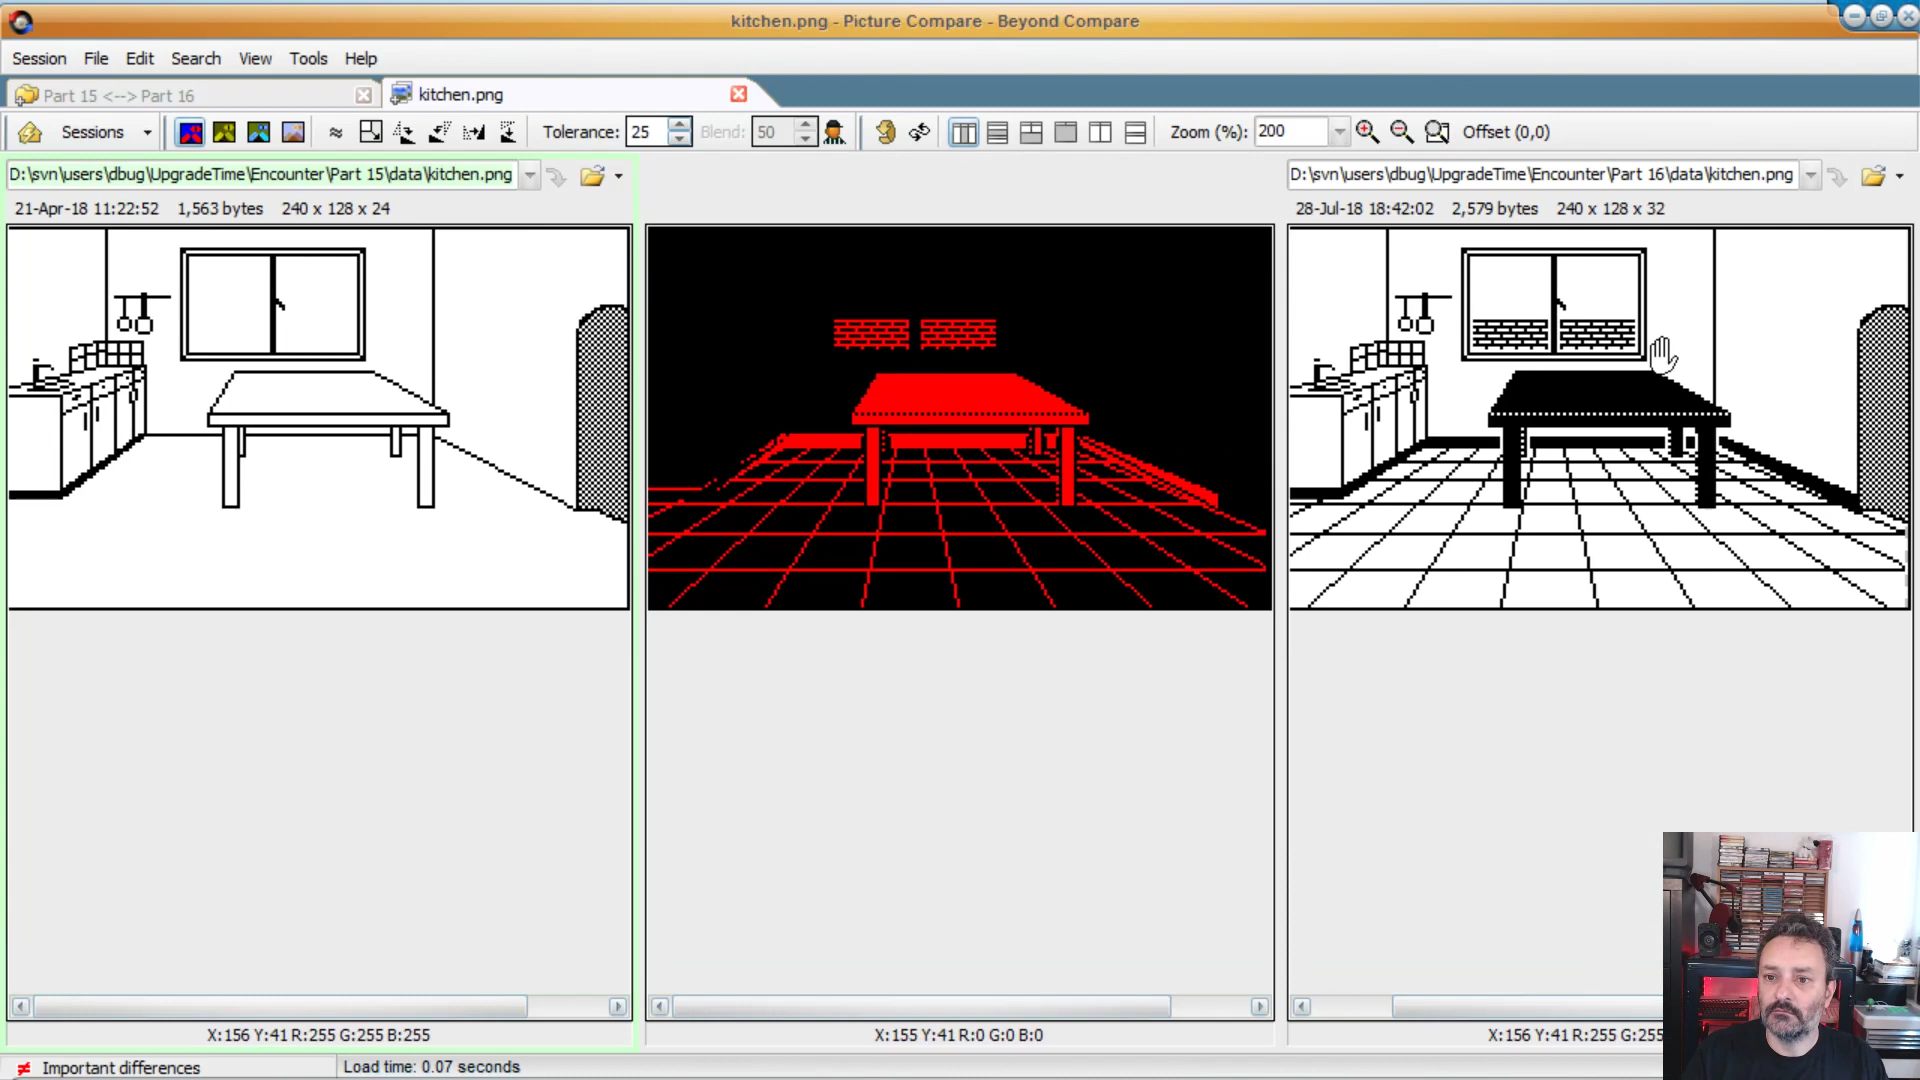 kitchen.png - Picture Compare - Beyond Compare
Session File Edit Search View Tools Help
Part 15 <--> Part 16
kitchen.png
Sessions Tolerance: 25 Blend: 50 Zoom (%): 200 Offset (0,0)
D:\svn\users\dbug\UpgradeTime\Encounter\Part 15\data\kitchen.png
D:\svn\users\dbug\UpgradeTime\Encounter\Part 16\data\kitchen.png
21-Apr-18 11:22:52 1,563 bytes 240 x 128 x 24
28-Jul-18 18:42:02 2,579 bytes 240 x 128 x 32
X:156 Y:41 R:255 G:255 B:255
X:155 Y:41 R:0 G:0 B:0
X:156 Y:41 R:255 G:255
Important differences
Load time: 0.07 seconds